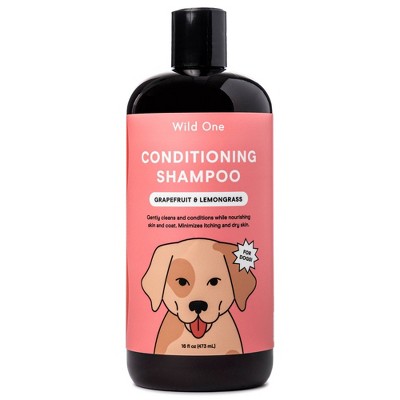 Wild One
CONDITIONING
SHAMPOO
GRAPEFRUIT & LEMONGRASS
Gently cleans and conditions while nourishing
skin and coat. Minimizes itching and dry skin.
FOR
DOGS!
16 fl oz (473 mL)